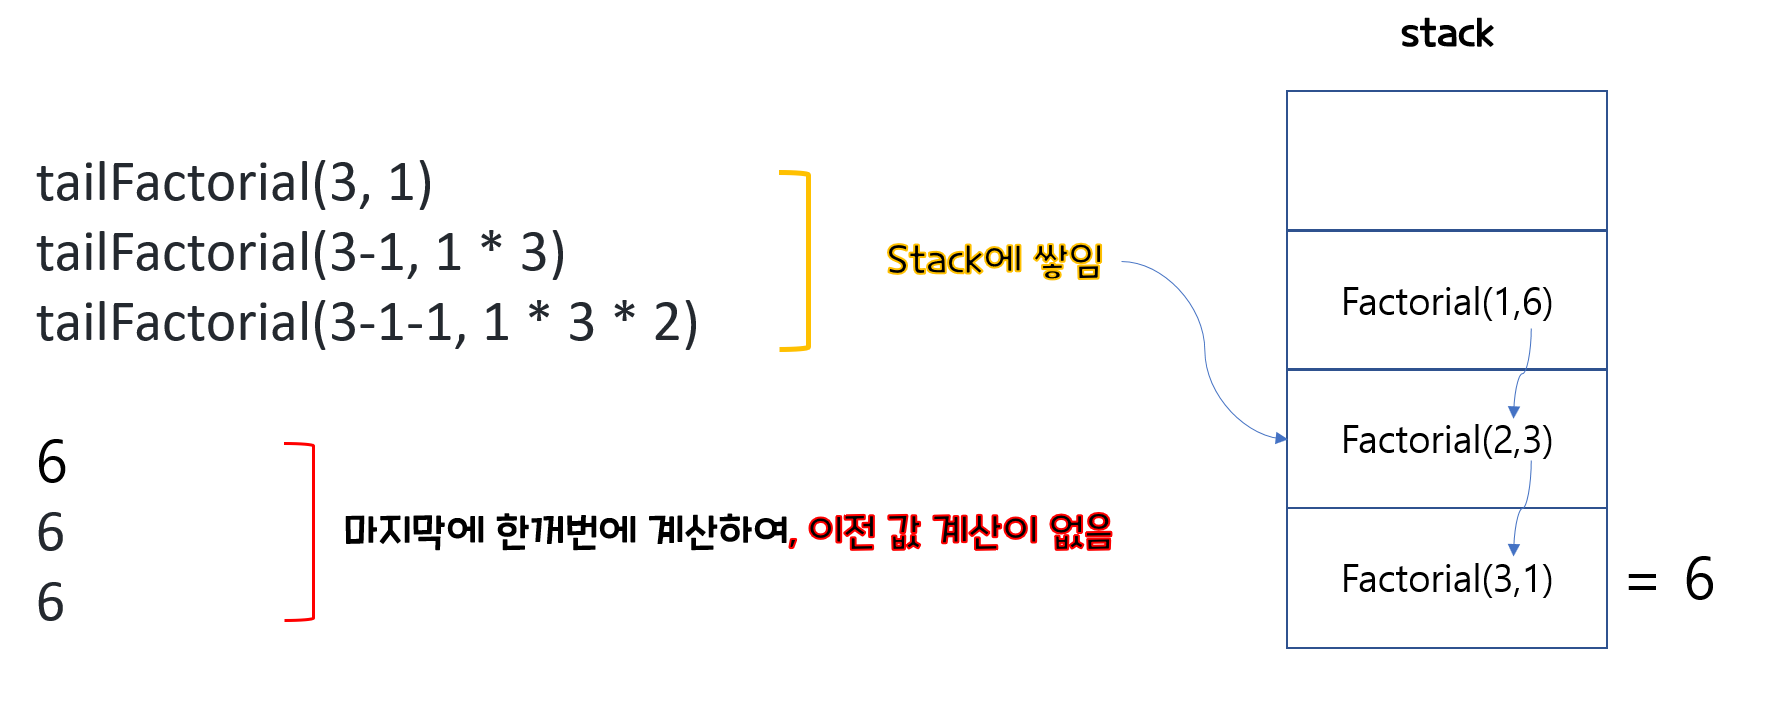 stack
tailFactorial(3, 1)
tailFactorial(3-1, 1 * 3)
tailFactorial(3-1-1, 1 * 3 * 2)
Stack에 쌓임
6
6
6
마지막에 한꺼번에 계산하여, 이전 값 계산이 없음
Factorial(1,6)
Factorial(2,3)
Factorial(3,1)
= 6